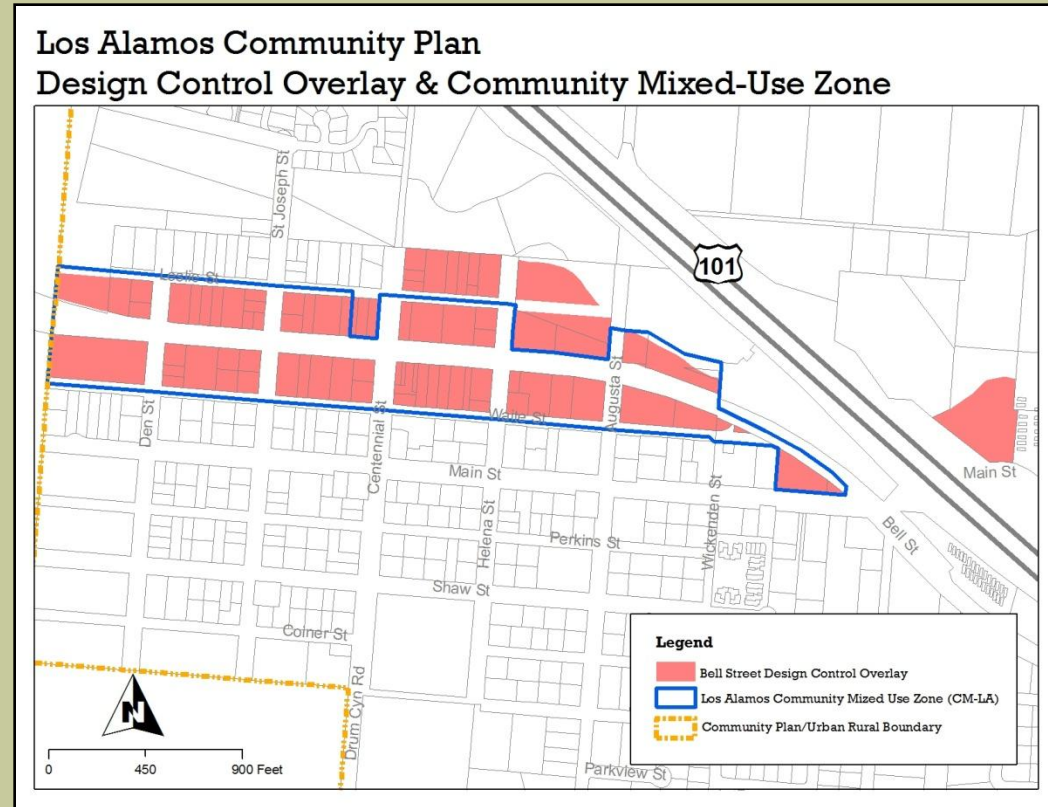 Los Alamos Community Plan
Design Control Overlay & Community Mixed-Use Zone
St Joseph St
101
Leslie St
Augusta St
Den St
Waite St
Centennial St
Main St
Main St
Helena St
Wickenden St
Perkins St
Bell St
Shaw St
Coiner St
Drum Cyn Rd
Parkview St
N
0 450 900 Feet
Legend
Bell Street Design Control Overlay
Los Alamos Community Mized Use Zone (CM-LA)
Community Plan/Urban Rural Boundary